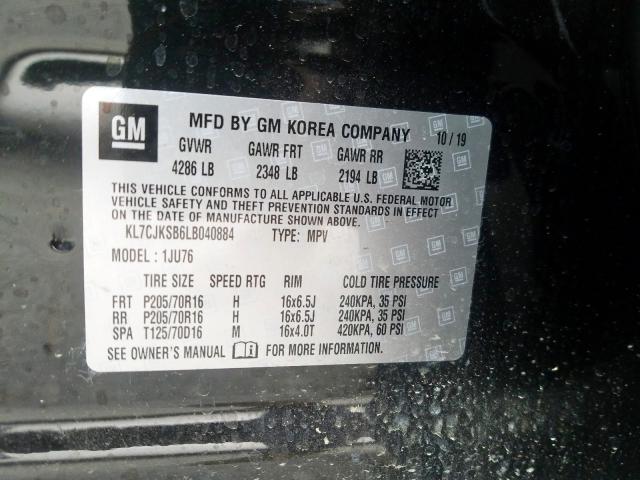 GM MFD BY GM KOREA COMPANY 10/19
GVWR GAWR FRT GAWR RR
4286 LB 2348 LB 2194 LB
THIS VEHICLE CONFORMS TO ALL APPLICABLE U.S. FEDERAL MOTOR
VEHICLE SAFETY AND THEFT PREVENTION STANDARDS IN EFFECT
ON THE DATE OF MANUFACTURE SHOWN ABOVE.
KL7CJKSB6LB040884 TYPE: MPV
MODEL : 1JU76
TIRE SIZE SPEED RTG RIM COLD TIRE PRESSURE
FRT P205/70R16 H 16x6.5J 240KPA, 35 PSI
RR P205/70R16 H 16x6.5J 240KPA, 35 PSI
SPA T125/70D16 M 16x4.0T 420KPA, 60 PSI
SEE OWNER'S MANUAL FOR MORE INFORMATION.